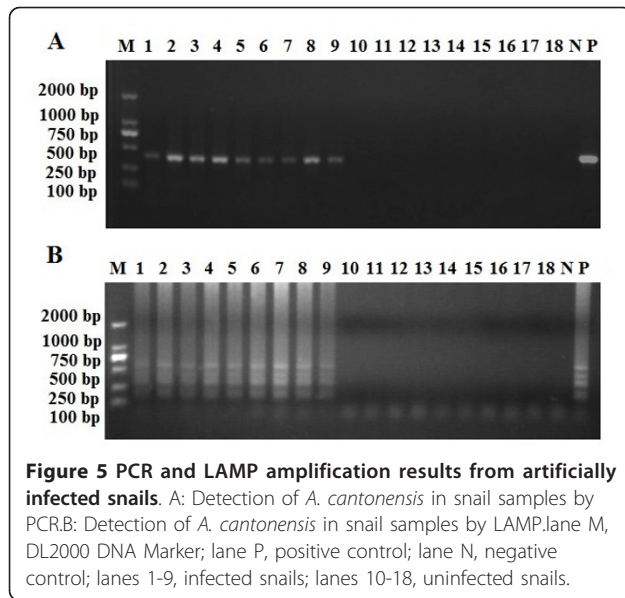 A
M 1 2 3 4 5 6 7 8 9 10 11 12 13 14 15 16 17 18 N P
2000 bp
1000 bp
750 bp
500 bp
250 bp
100 bp
B
M 1 2 3 4 5 6 7 8 9 10 11 12 13 14 15 16 17 18 N P
2000 bp
1000 bp
750 bp
500 bp
250 bp
100 bp
Figure 5 PCR and LAMP amplification results from artificially
infected snails. A: Detection of A. cantonensis in snail samples by
PCR.B: Detection of A. cantonensis in snail samples by LAMP.lane M,
DL2000 DNA Marker; lane P, positive control; lane N, negative
control; lanes 1-9, infected snails; lanes 10-18, uninfected snails.